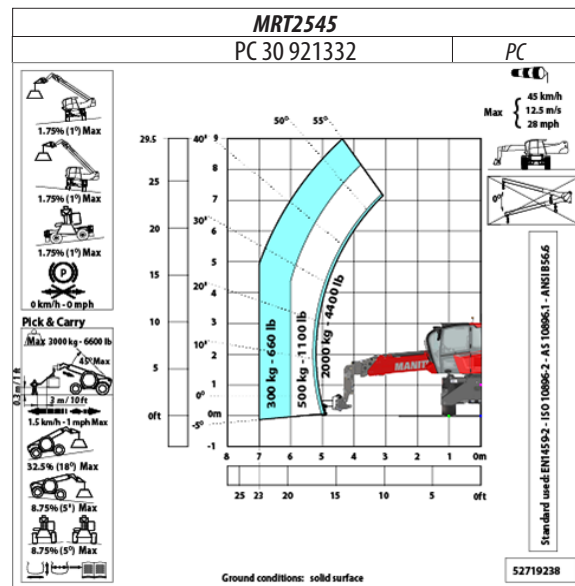 MRT2545
PC 30 921332
PC
1.75% (1°) Max
1.75% (1°) Max
1.75% (1°) Max
P
0 km/h - 0 mph
Pick & Carry
Max 3000 kg - 6600 lb
45° Max
0.3 m / 1 ft
3 m / 10 ft
1.5 km/h - 1 mph Max
32.5% (18°) Max
8.75% (5°) Max
8.75% (5°) Max
29.5
25
20
15
10
5
0ft
40°
30°
20°
10°
0°
-5°
50°
55°
9
8
7
6
5
4
3
2
1
0m
-1
300 kg - 660 lb
500 kg - 1100 lb
2000 kg - 4400 lb
MANIT
8 7 6 5 4 3 2 1 0m
25 23 20 15 10 5 0ft
Ground conditions: solid surface
Max
45 km/h
12.5 m/s
28 mph
0°
Standard used: EN1459-2 - ISO 10896-2 - AS 10896.1 - ANSI B56.6
52719238